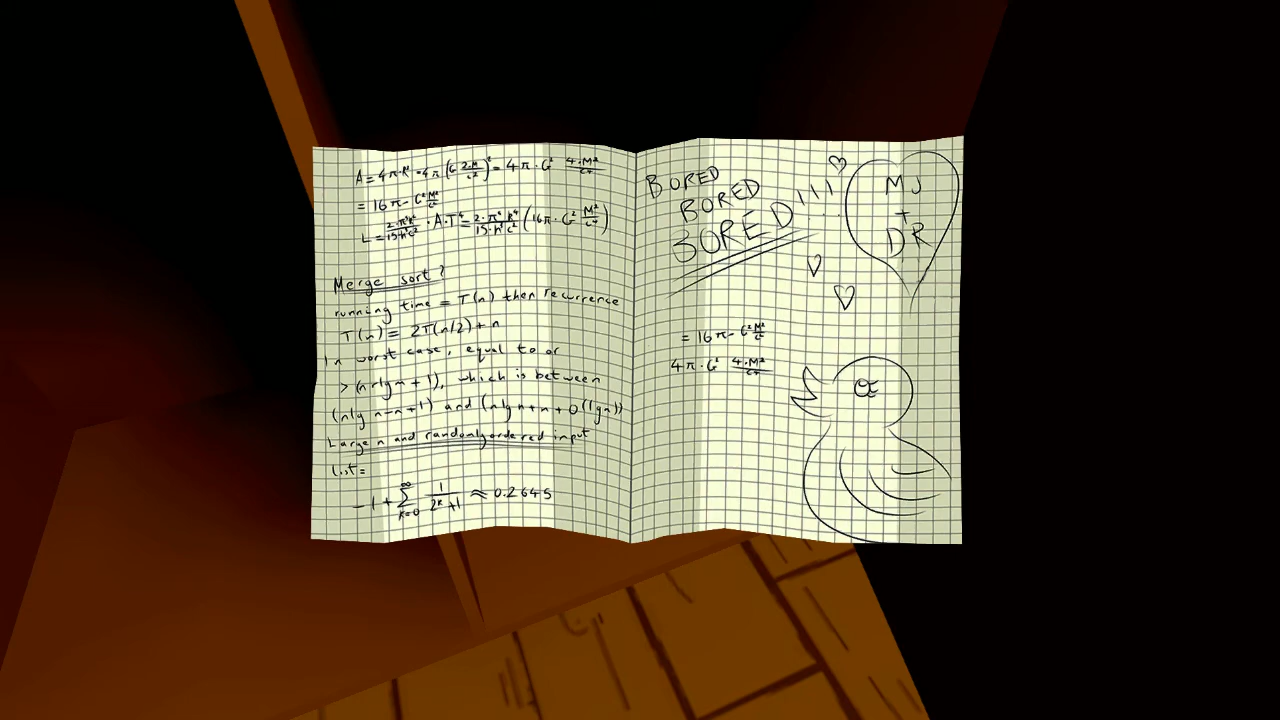 A = 4π·R² = 4π (G 2·M/c²)² = 4π · G² 4·M²/c⁴
= 16π – G² M²/c⁴
L = 2·π⁵k⁴/15·h³c² · A·T⁴ = 2·π⁵k⁴/15·h³c² (16π · G² M²/c⁴)
Merge sort?
running time = T(n) then recurrence
T(n) = 2T(n/2) + n
In worst case, equal to or
> (n lg n + 1), which is between
(n lg n – n + 1) and (n lg n + n + O(lg n))
Large n and randomly ordered input
list=
–1 + ∞∑k=0 1/2ᵏ+1 ≈ 0.2645
BORED
BORED
BORED!!!
MJ
+
DR
= 16π – G² M²/c⁴
4π · G² 4·M²/c⁴